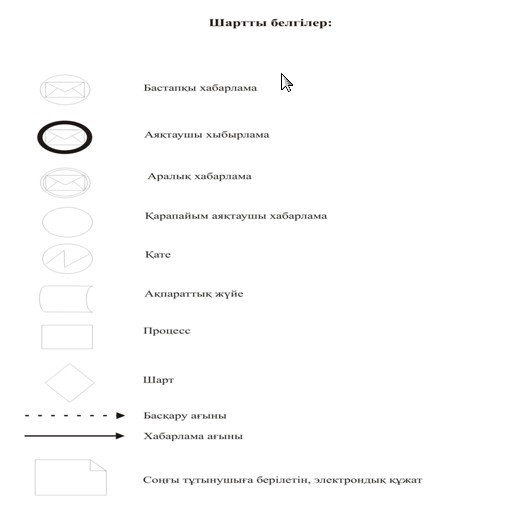 Шартты белгілер:
Бастапқы хабарлама
Аяқтаушы хыбырлама
Аралық хабарлама
Қарапайым аяқтаушы хабарлама
Қате
Ақпараттық жүйе
Процесс
Шарт
Басқару ағыны
Хабарлама ағыны
Соңғы тұтынушыға берілетін, электрондық құжат